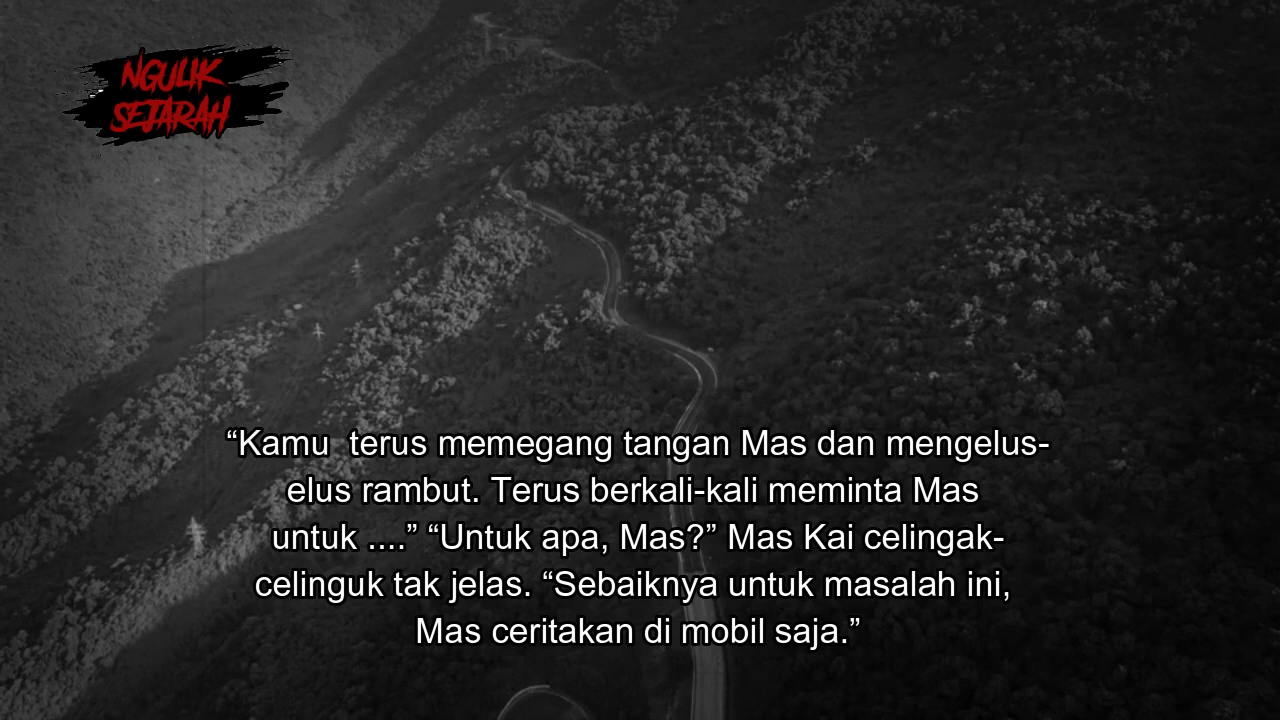 NGULIK
SEJARAH
“Kamu  terus memegang tangan Mas dan mengelus-
elus rambut. Terus berkali-kali meminta Mas
untuk ....” “Untuk apa, Mas?” Mas Kai celingak-
celinguk tak jelas. “Sebaiknya untuk masalah ini,
Mas ceritakan di mobil saja.”